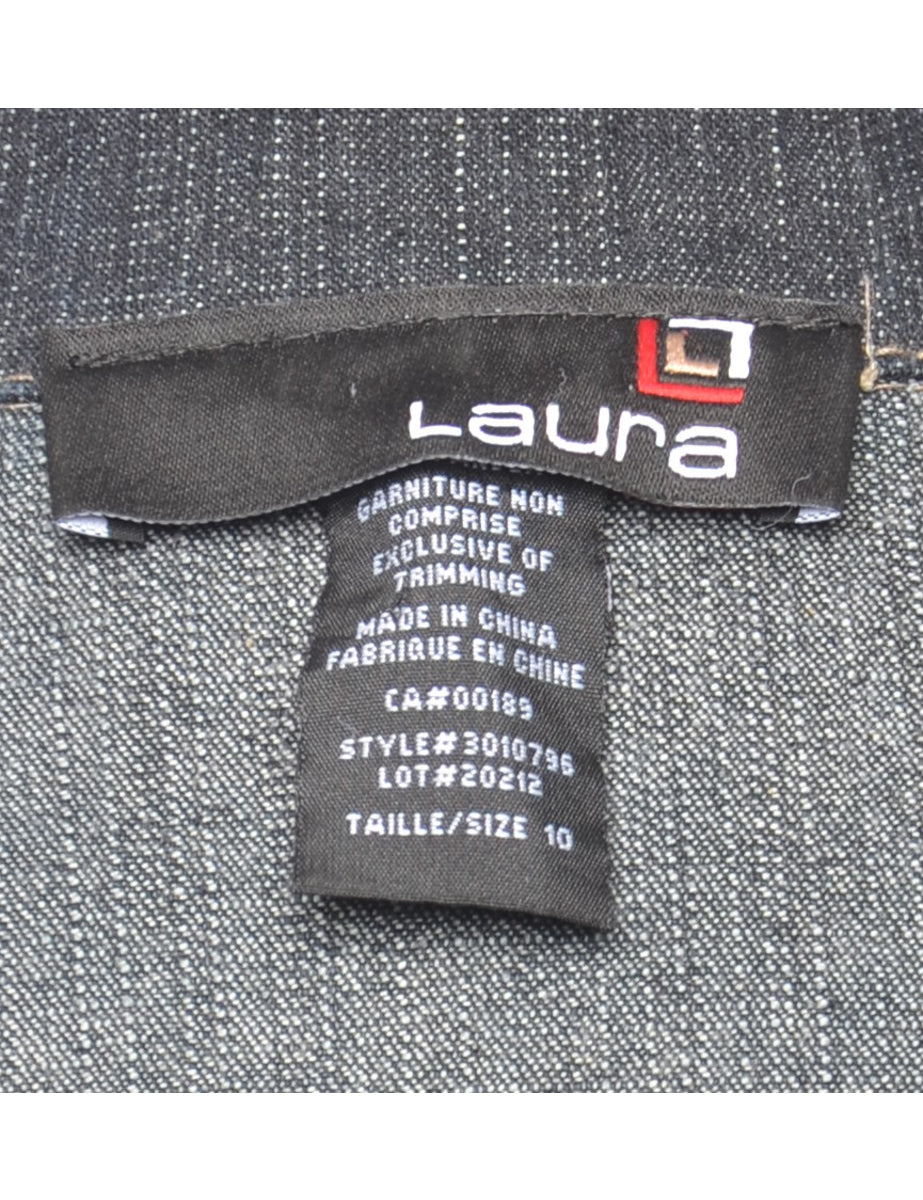 Laura
GARNITURE NON
COMPRISE
EXCLUSIVE OF
TRIMMING
MADE IN CHINA
FABRIQUE EN CHINE
CA#00189
STYLE#3010796
LOT#20212
TAILLE/SIZE 10